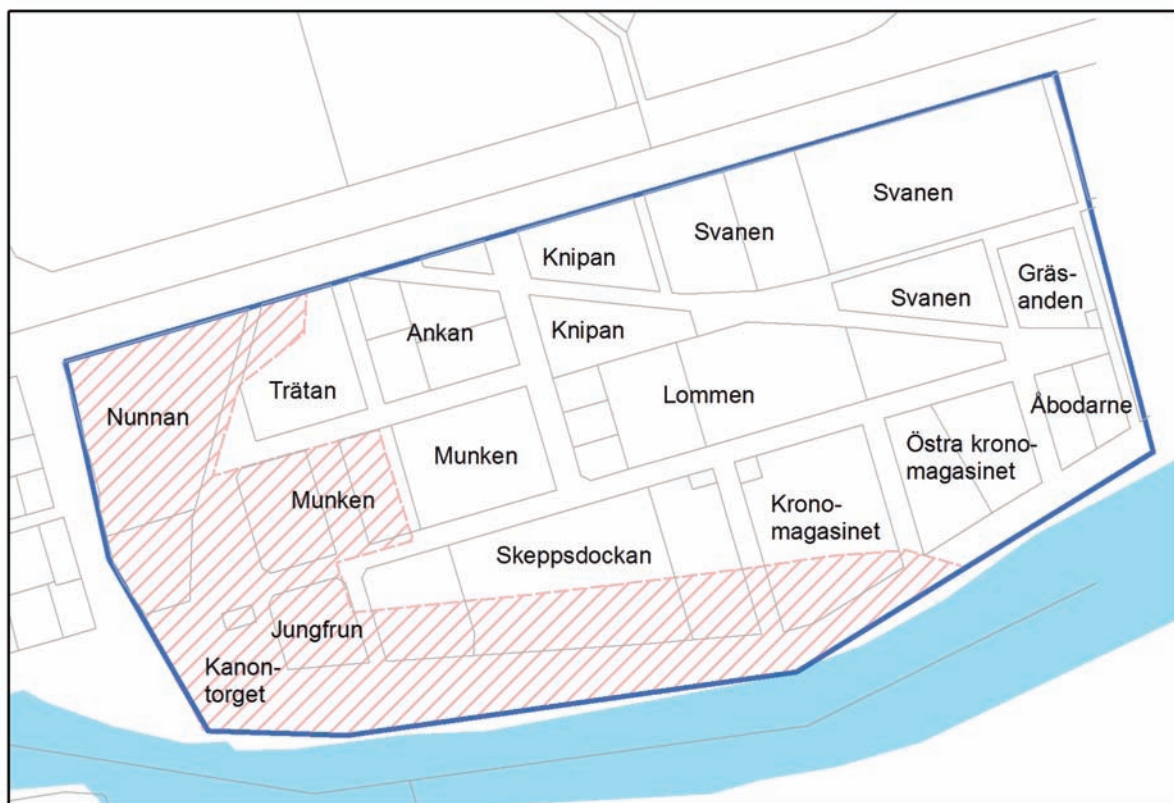 Svanen
Svanen
Knipan
Gräs-
anden
Svanen
Ankan
Knipan
Trätan
Lommen
Åbodarne
Nunnan
Östra krono-
magasinet
Munken
Munken
Krono-
magasinet
Skeppsdockan
Jungfrun
Kanon-
torget